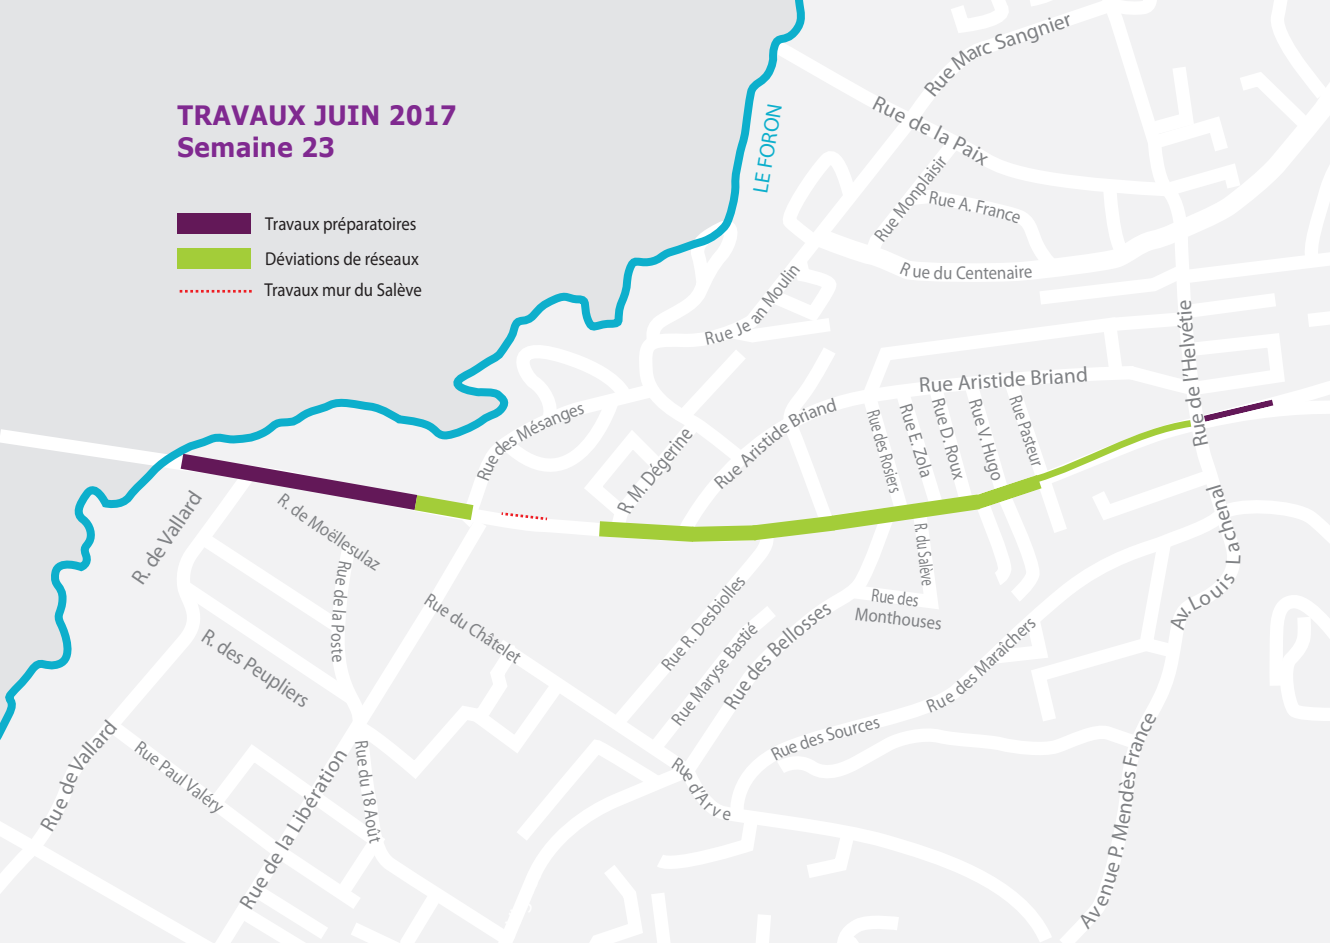 TRAVAUX JUIN 2017
Semaine 23
Travaux préparatoires
Déviations de réseaux
Travaux mur du Salève
LE FORON
Rue Marc Sangnier
Rue de la Paix
Rue Monplaisir
Rue A. France
Rue du Centenaire
Rue Je an Moulin
Rue de l'Helvétie
Rue Aristide Briand
Rue Aristide Briand
Rue des Mésanges
R. M. Dégerine
Rue des Rosiers
Rue E. Zola
Rue D. Roux
Rue V. Hugo
Rue Pasteur
R. de Vallard
R. de Moëllesulaz
Rue de la Poste
R. des Peupliers
Rue du Châtelet
R. du Salève
Rue des
Monthouses
Av. Louis Lachenal
Rue R. Desbiolles
Rue Maryse Bastié
Rue des Bellosses
Rue des Maraîchers
Rue des Sources
Rue d'Arve
Rue de Vallard
Rue Paul Valéry
Rue de la Libération
Rue du 18 Août
Avenue P. Mendès France